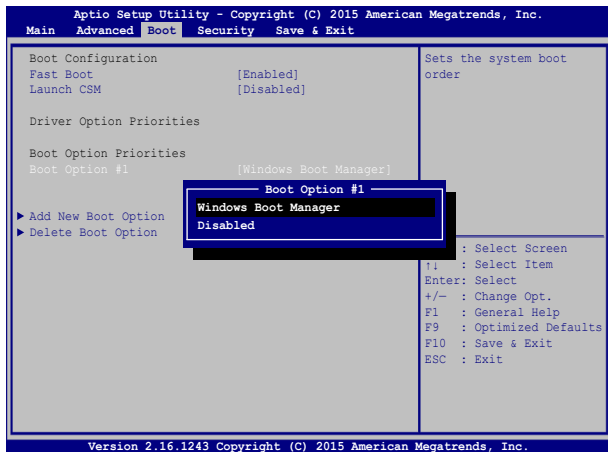 Aptio Setup Utility - Copyright (C) 2015 American Megatrends, Inc.
Main Advanced Boot Security Save & Exit
Boot Configuration
Fast Boot [Enabled]
Launch CSM [Disabled]
Driver Option Priorities
Boot Option Priorities
Boot Option #1 [Windows Boot Manager]
▶ Add New Boot Option
▶ Delete Boot Option
Boot Option #1
Windows Boot Manager
Disabled
Sets the system boot
order
: Select Screen
↑↓ : Select Item
Enter: Select
+/— : Change Opt.
F1 : General Help
F9 : Optimized Defaults
F10 : Save & Exit
ESC : Exit
Version 2.16.1243 Copyright (C) 2015 American Megatrends, Inc.